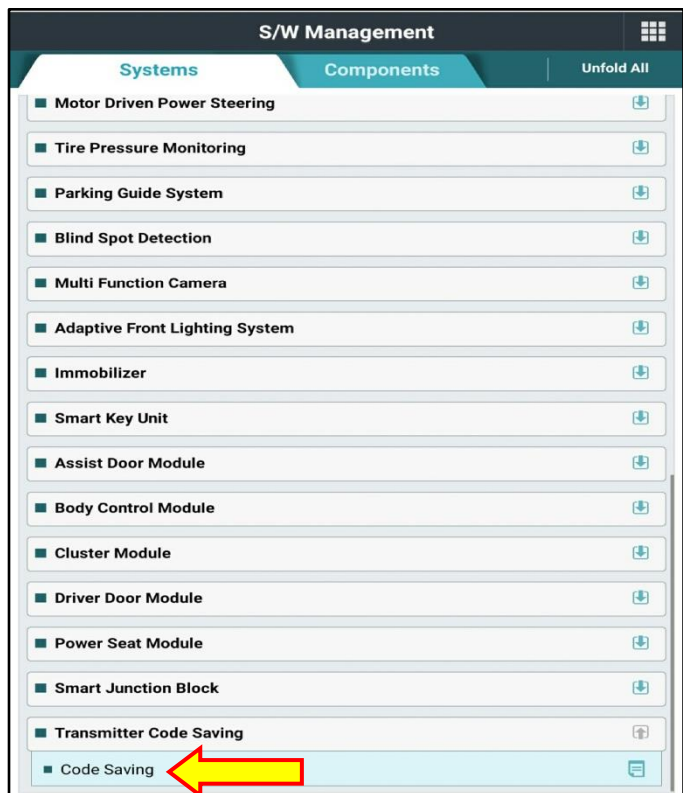 S/W Management
Systems
Components
Unfold All
Motor Driven Power Steering
Tire Pressure Monitoring
Parking Guide System
Blind Spot Detection
Multi Function Camera
Adaptive Front Lighting System
Immobilizer
Smart Key Unit
Assist Door Module
Body Control Module
Cluster Module
Driver Door Module
Power Seat Module
Smart Junction Block
Transmitter Code Saving
Code Saving